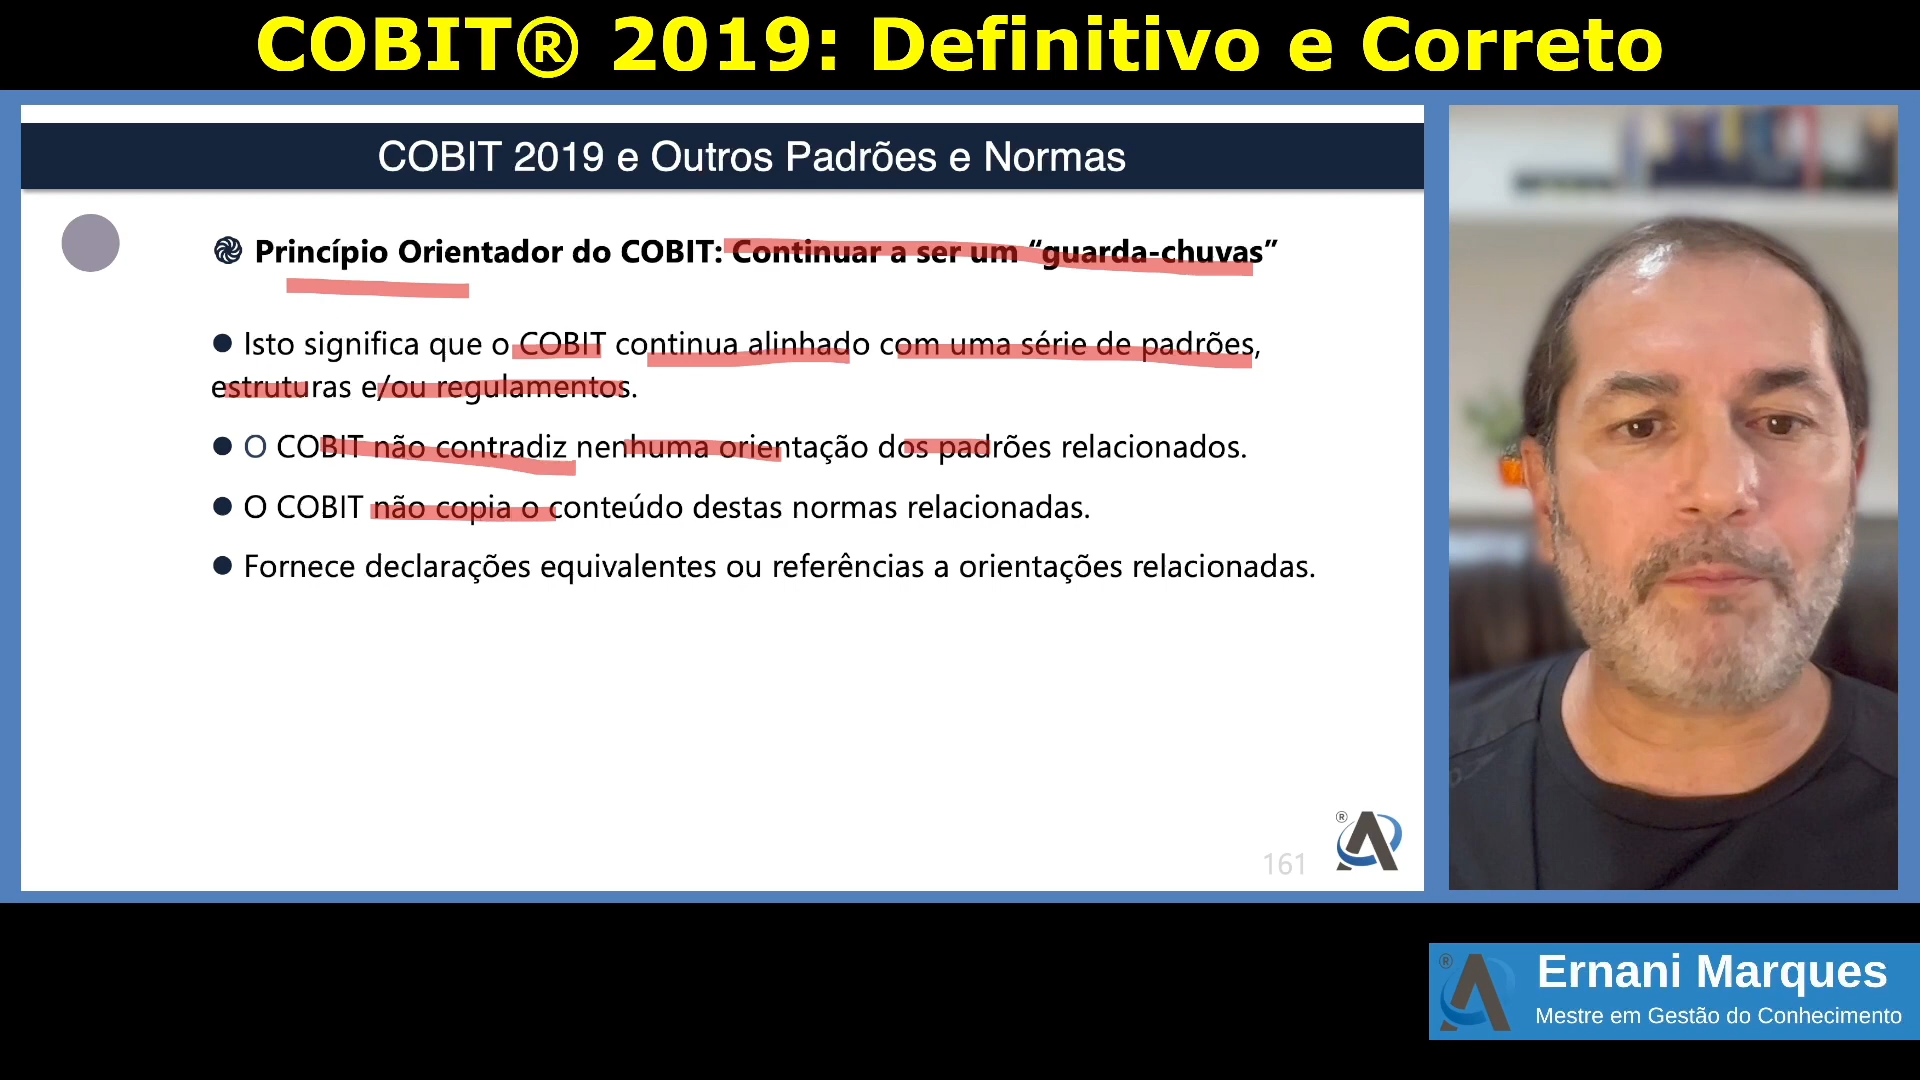 COBIT® 2019: Definitivo e Correto
COBIT 2019 e Outros Padrões e Normas
Princípio Orientador do COBIT: Continuar a ser um “guarda-chuvas”
● Isto significa que o COBIT continua alinhado com uma série de padrões,
estruturas e/ou regulamentos.
● O COBIT não contradiz nenhuma orientação dos padrões relacionados.
● O COBIT não copia o conteúdo destas normas relacionadas.
● Fornece declarações equivalentes ou referências a orientações relacionadas.
161
®
®
Ernani Marques
Mestre em Gestão do Conhecimento